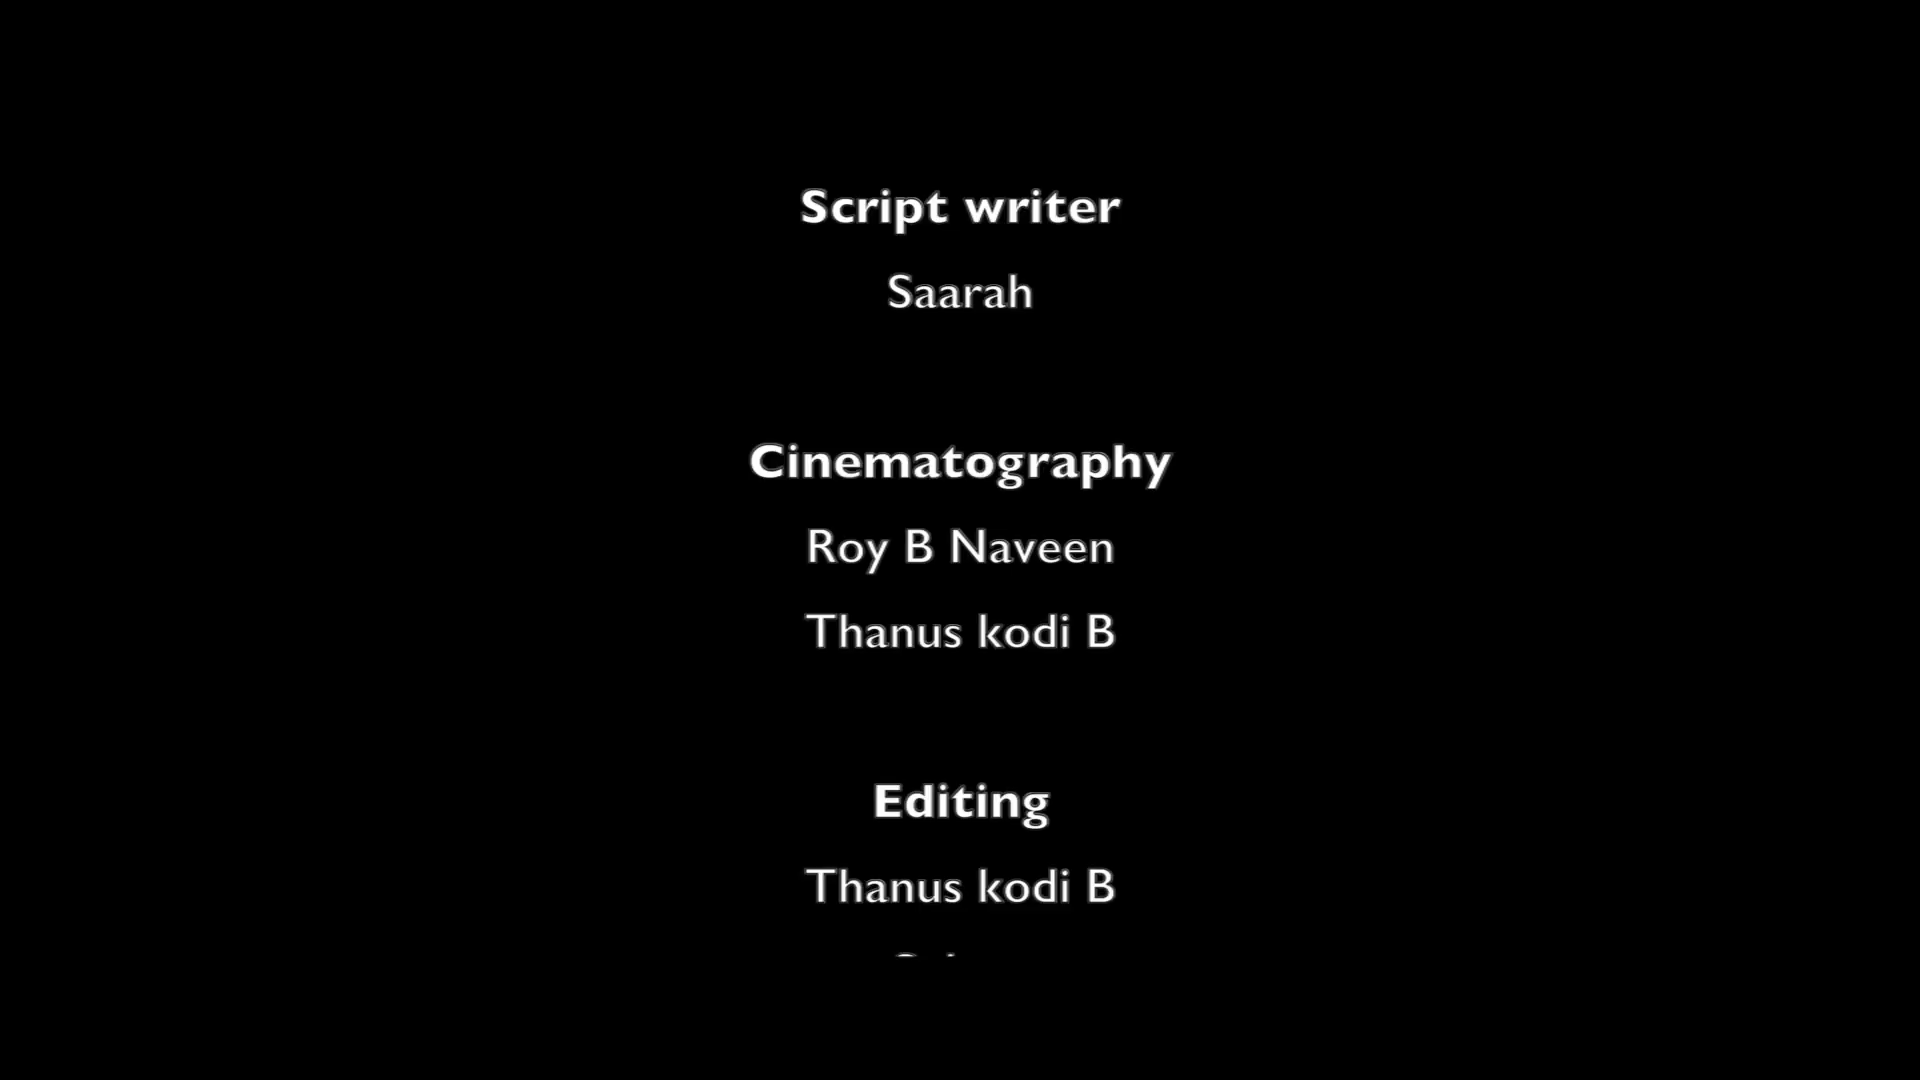 Script writer
Saarah
Cinematography
Roy B Naveen
Thanus kodi B
Editing
Thanus kodi B